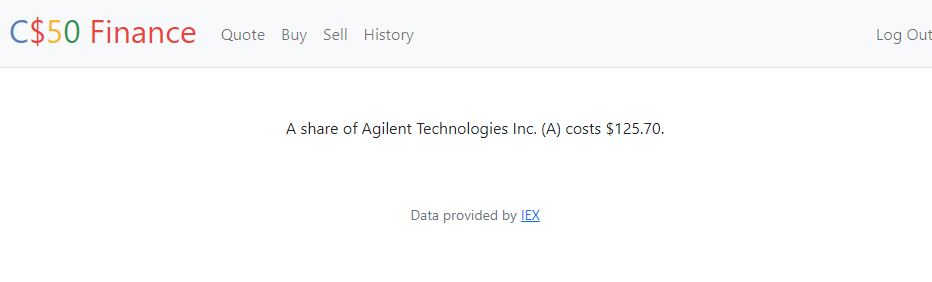 C$50 Finance Quote Buy Sell History Log Out
A share of Agilent Technologies Inc. (A) costs $125.70.
Data provided by IEX